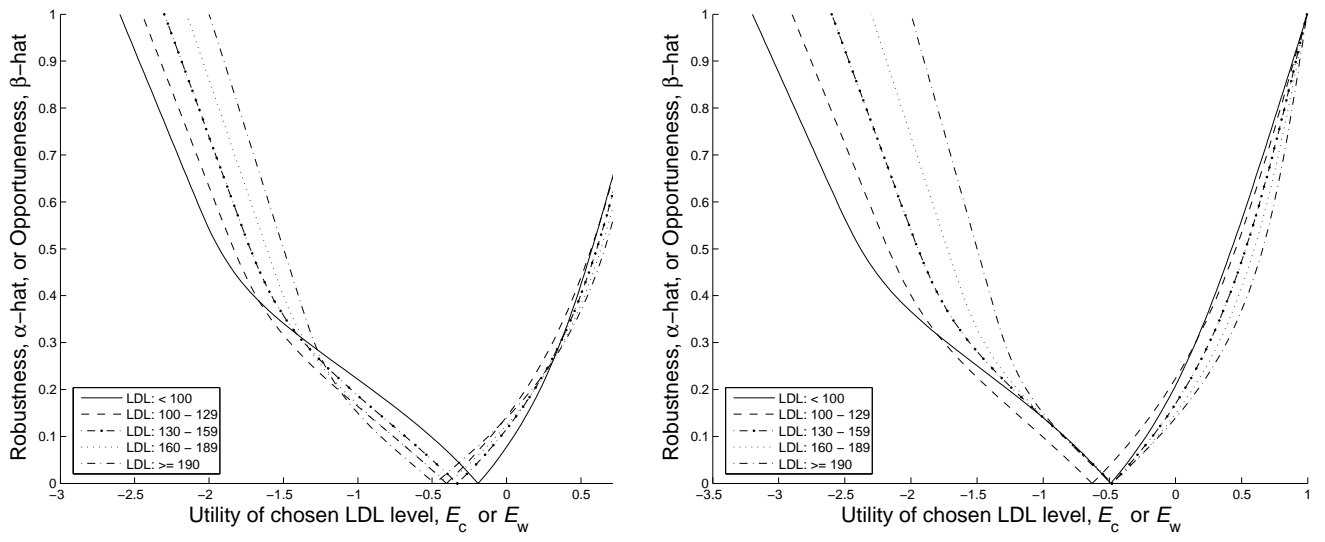 1
0.9
0.8
0.7
0.6
0.5
0.4
0.3
0.2
0.1
0
Robustness, α−hat, or Opportuneness, β−hat
LDL: < 100
LDL: 100 − 129
LDL: 130 − 159
LDL: 160 − 189
LDL: >= 190
−3 −2.5 −2 −1.5 −1 −0.5 0 0.5
Utility of chosen LDL level, E_c or E_w
1
0.9
0.8
0.7
0.6
0.5
0.4
0.3
0.2
0.1
0
Robustness, α−hat, or Opportuneness, β−hat
LDL: < 100
LDL: 100 − 129
LDL: 130 − 159
LDL: 160 − 189
LDL: >= 190
−3.5 −3 −2.5 −2 −1.5 −1 −0.5 0 0.5 1
Utility of chosen LDL level, E_c or E_w